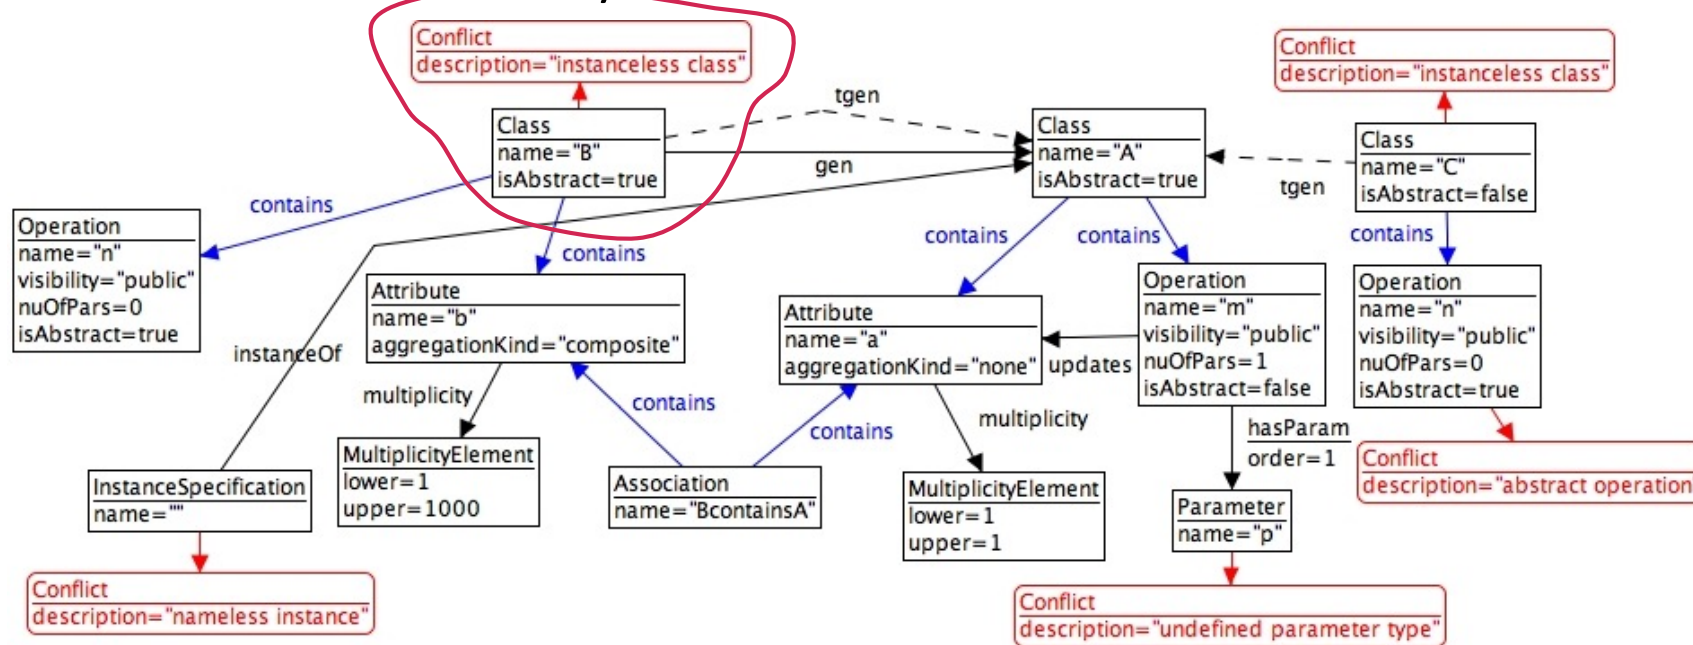 Conflict
description="instanceless class"
Conflict
description="instanceless class"
tgen
Class
name="B"
isAbstract=true
gen
Class
name="A"
isAbstract=true
tgen
Class
name="C"
isAbstract=false
contains
contains
contains
contains
contains
Operation
name="n"
visibility="public"
nuOfPars=0
isAbstract=true
Attribute
name="b"
aggregationKind="composite"
Attribute
name="a"
aggregationKind="none"
Operation
name="m"
visibility="public"
nuOfPars=1
isAbstract=false
Operation
name="n"
visibility="public"
nuOfPars=0
isAbstract=true
instanceOf
updates
multiplicity
contains
contains
multiplicity
hasParam
order=1
MultiplicityElement
lower=1
upper=1000
Association
name="BcontainsA"
MultiplicityElement
lower=1
upper=1
InstanceSpecification
name=""
Parameter
name="p"
Conflict
description="abstract operation
Conflict
description="nameless instance"
Conflict
description="undefined parameter type"